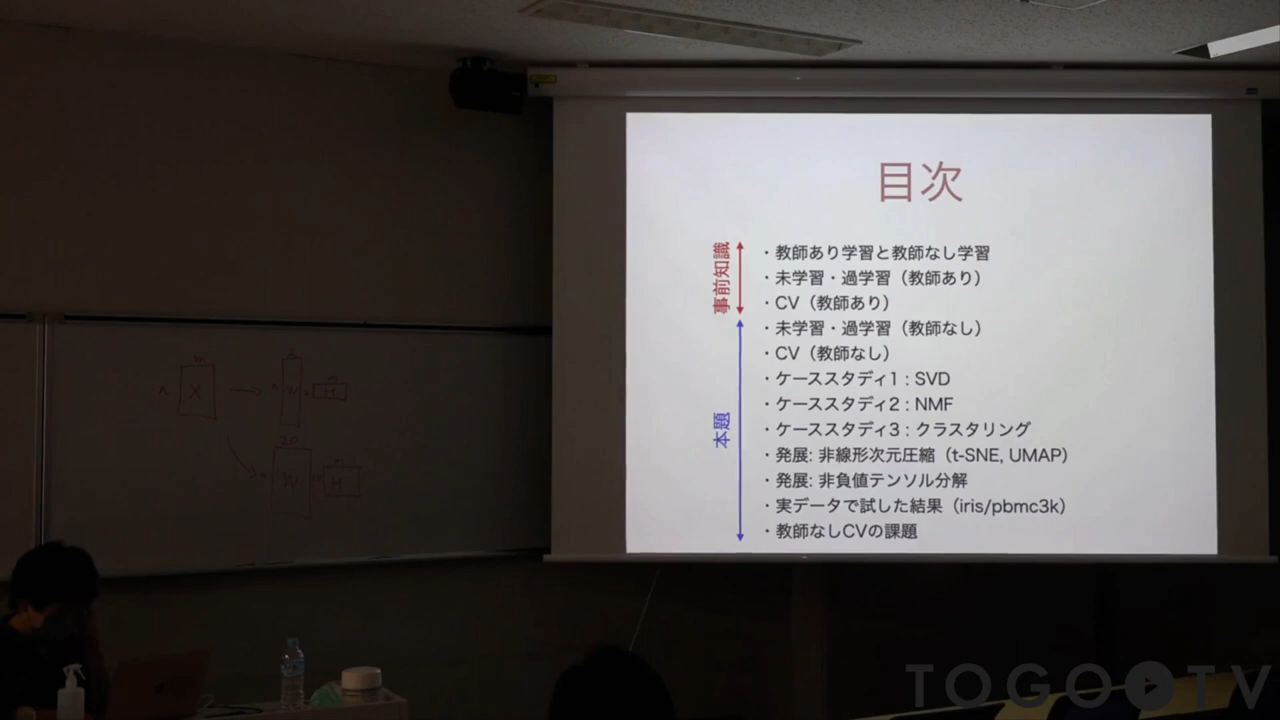 目次
事前知識
・教師あり学習と教師なし学習
・未学習・過学習（教師あり）
・CV（教師あり）
本題
・未学習・過学習（教師なし）
・CV（教師なし）
・ケーススタディ1 : SVD
・ケーススタディ2 : NMF
・ケーススタディ3 : クラスタリング
・発展: 非線形次元圧縮（t-SNE, UMAP）
・発展: 非負値テンソル分解
・実データで試した結果（iris/pbmc3k）
・教師なしCVの課題
X
W
H
20
W
H
TOGOTV